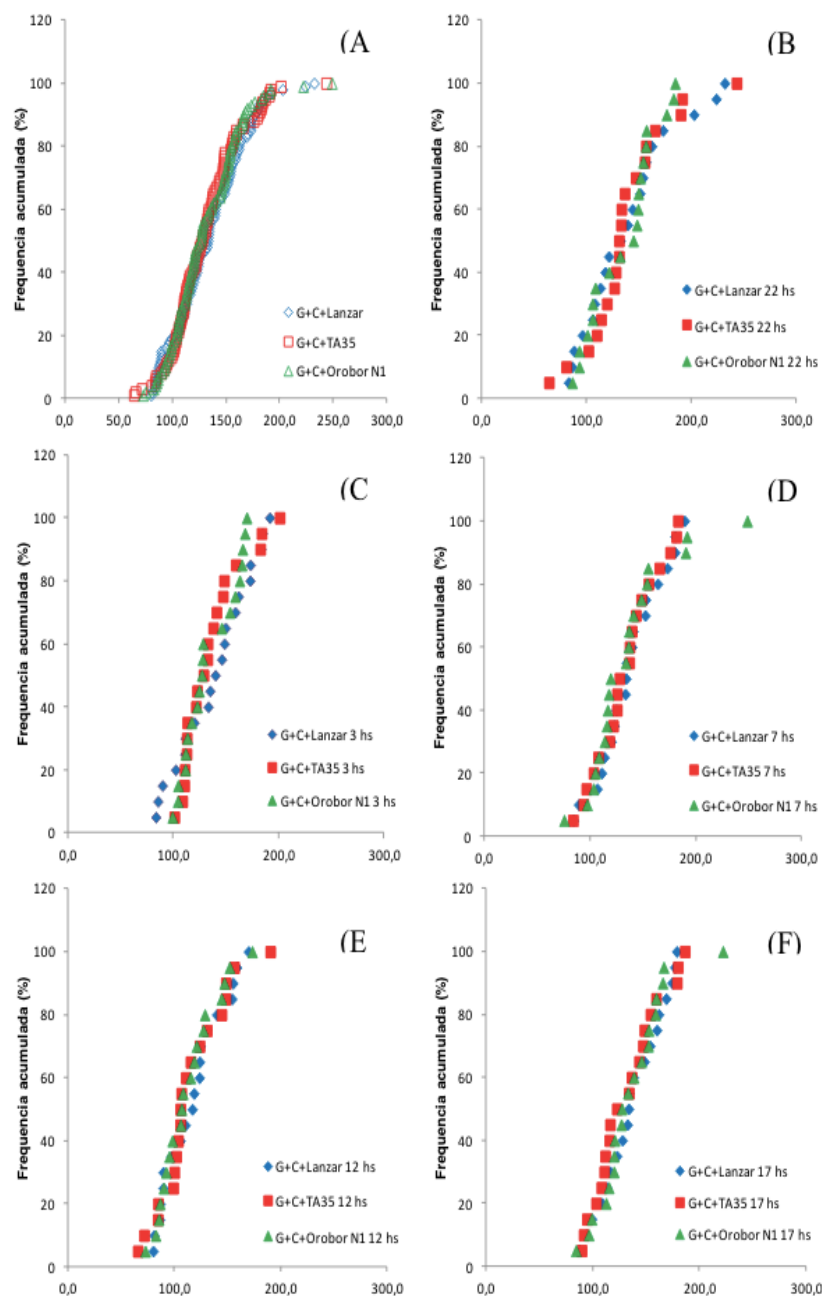 (A
Frequencia acumulada (%)
120
100
80
60
40
20
0
0,0 50,0 100,0 150,0 200,0 250,0 300,0
G+C+Lanzar
G+C+TA35
G+C+Orobor N1
(B
Frequencia acumulada (%)
120
100
80
60
40
20
0
0,0 100,0 200,0 300,0
G+C+Lanzar 22 hs
G+C+TA35 22 hs
G+C+Orobor N1 22 hs
(C
Frequencia acumulada (%)
120
100
80
60
40
20
0
0,0 100,0 200,0 300,0
G+C+Lanzar 3 hs
G+C+TA35 3 hs
G+C+Orobor N1 3 hs
(D
Frequencia acumulada (%)
120
100
80
60
40
20
0
0,0 100,0 200,0 300,0
G+C+Lanzar 7 hs
G+C+TA35 7 hs
G+C+Orobor N1 7 hs
(E
Frequencia acumulada (%)
120
100
80
60
40
20
0
0,0 100,0 200,0 300,0
G+C+Lanzar 12 hs
G+C+TA35 12 hs
G+C+Orobor N1 12 hs
(F
Frequencia acumulada (%)
120
100
80
60
40
20
0
0,0 100,0 200,0 300,0
G+C+Lanzar 17 hs
G+C+TA35 17 hs
G+C+Orobor N1 17 hs